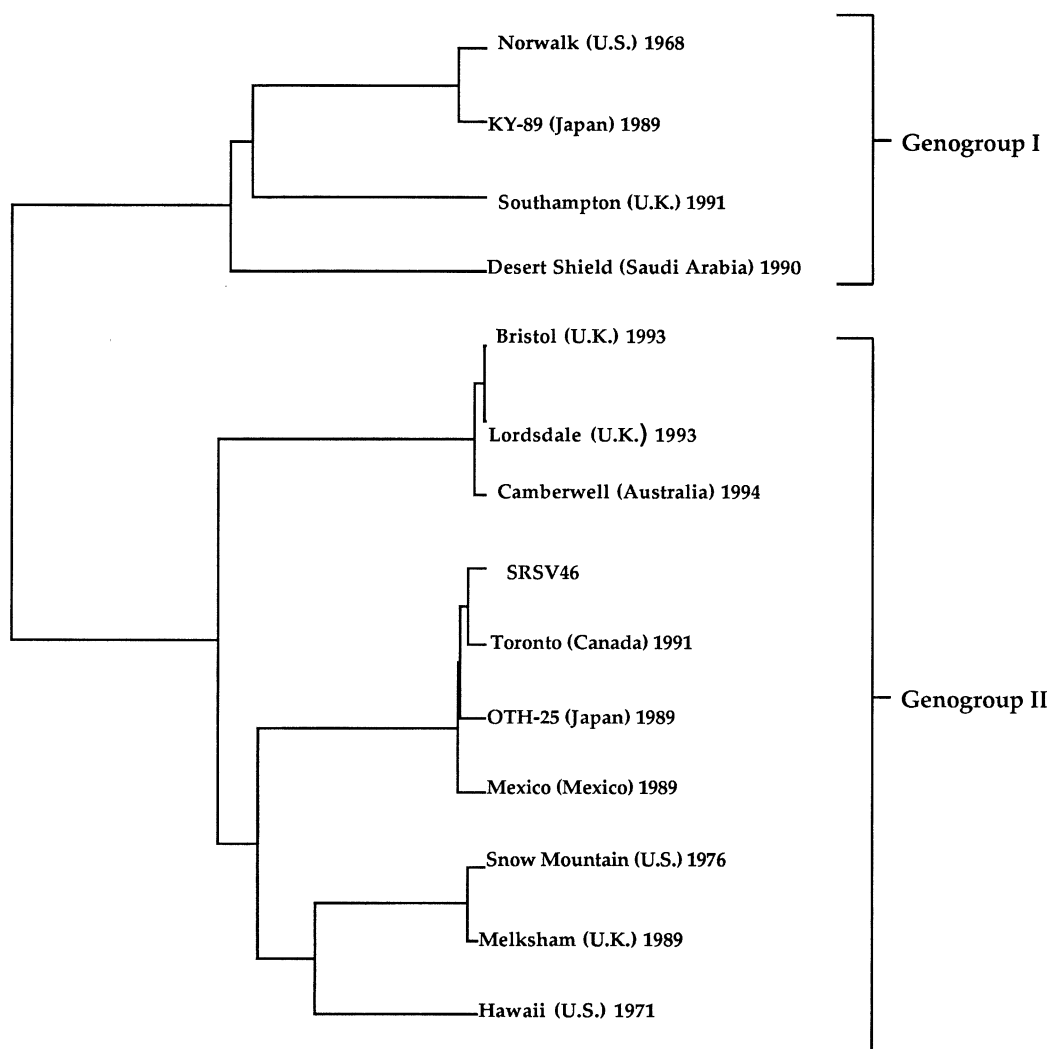 Norwalk (U.S.) 1968
KY-89 (Japan) 1989
Genogroup I
Southampton (U.K.) 1991
Desert Shield (Saudi Arabia) 1990
Bristol (U.K.) 1993
Lordsdale (U.K.) 1993
Camberwell (Australia) 1994
SRSV46
Toronto (Canada) 1991
Genogroup II
OTH-25 (Japan) 1989
Mexico (Mexico) 1989
Snow Mountain (U.S.) 1976
Melksham (U.K.) 1989
Hawaii (U.S.) 1971